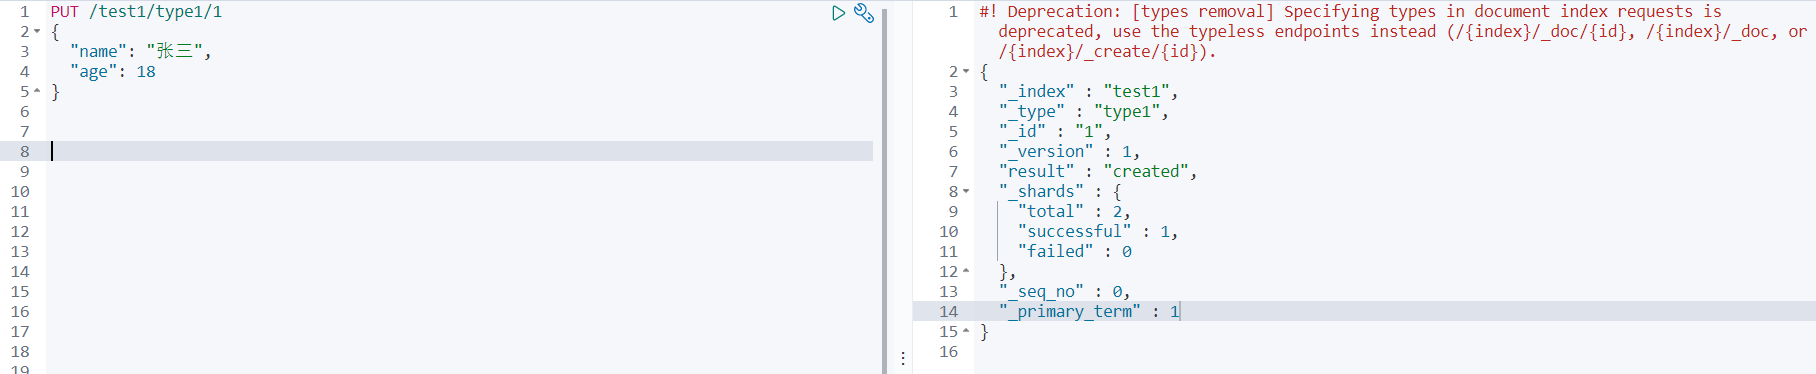 1 PUT /test1/type1/1
2 {
3 "name": "张三",
4 "age": 18
5 }
6
7
8
9
10
11
12
13
14
15
16
17
18
19
1 #! Deprecation: [types removal] Specifying types in document index requests is
deprecated, use the typeless endpoints instead (/{index}/_doc/{id}, /{index}/_doc, or
/{index}/_create/{id}).
2 {
3 "_index" : "test1",
4 "_type" : "type1",
5 "_id" : "1",
6 "_version" : 1,
7 "result" : "created",
8 "_shards" : {
9 "total" : 2,
10 "successful" : 1,
11 "failed" : 0
12 },
13 "_seq_no" : 0,
14 "_primary_term" : 1
15 }
16